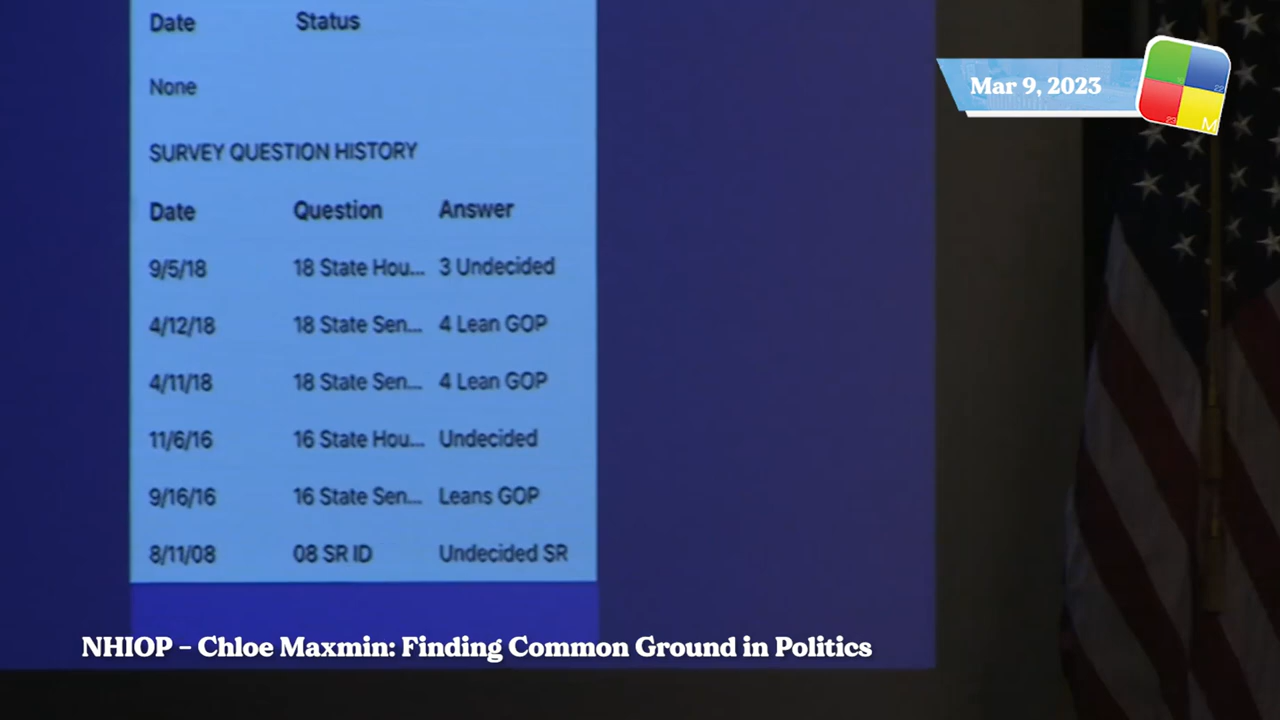 Date Status
None
SURVEY QUESTION HISTORY
Date Question Answer
9/5/18 18 State Hou... 3 Undecided
4/12/18 18 State Sen... 4 Lean GOP
4/11/18 18 State Sen... 4 Lean GOP
11/6/16 16 State Hou... Undecided
9/16/16 16 State Sen... Leans GOP
8/11/08 08 SR ID Undecided SR
Mar 9, 2023
22
23
M
NHIOP – Chloe Maxmin: Finding Common Ground in Politics